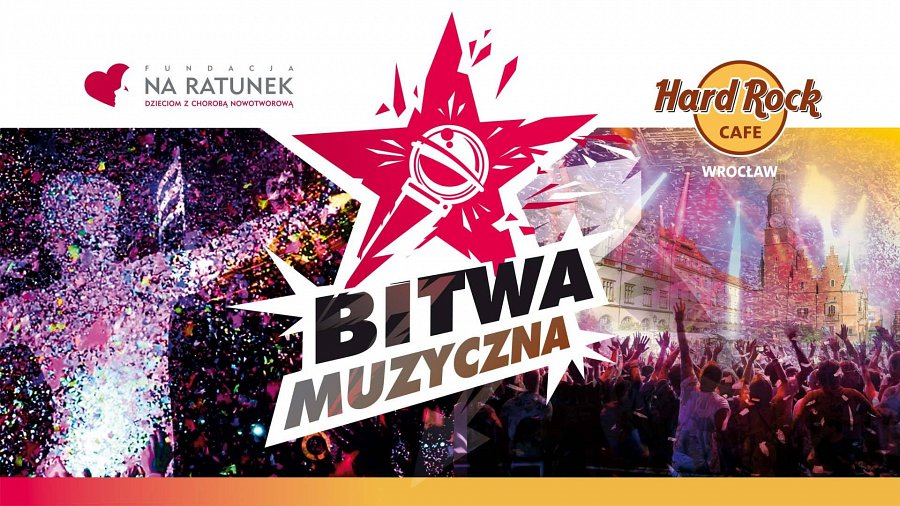 FUNDACJA
NA RATUNEK
DZIECIOM Z CHOROBĄ NOWOTWOROWĄ
Hard Rock
CAFE
WROCŁAW
BITWA
MUZYCZNA